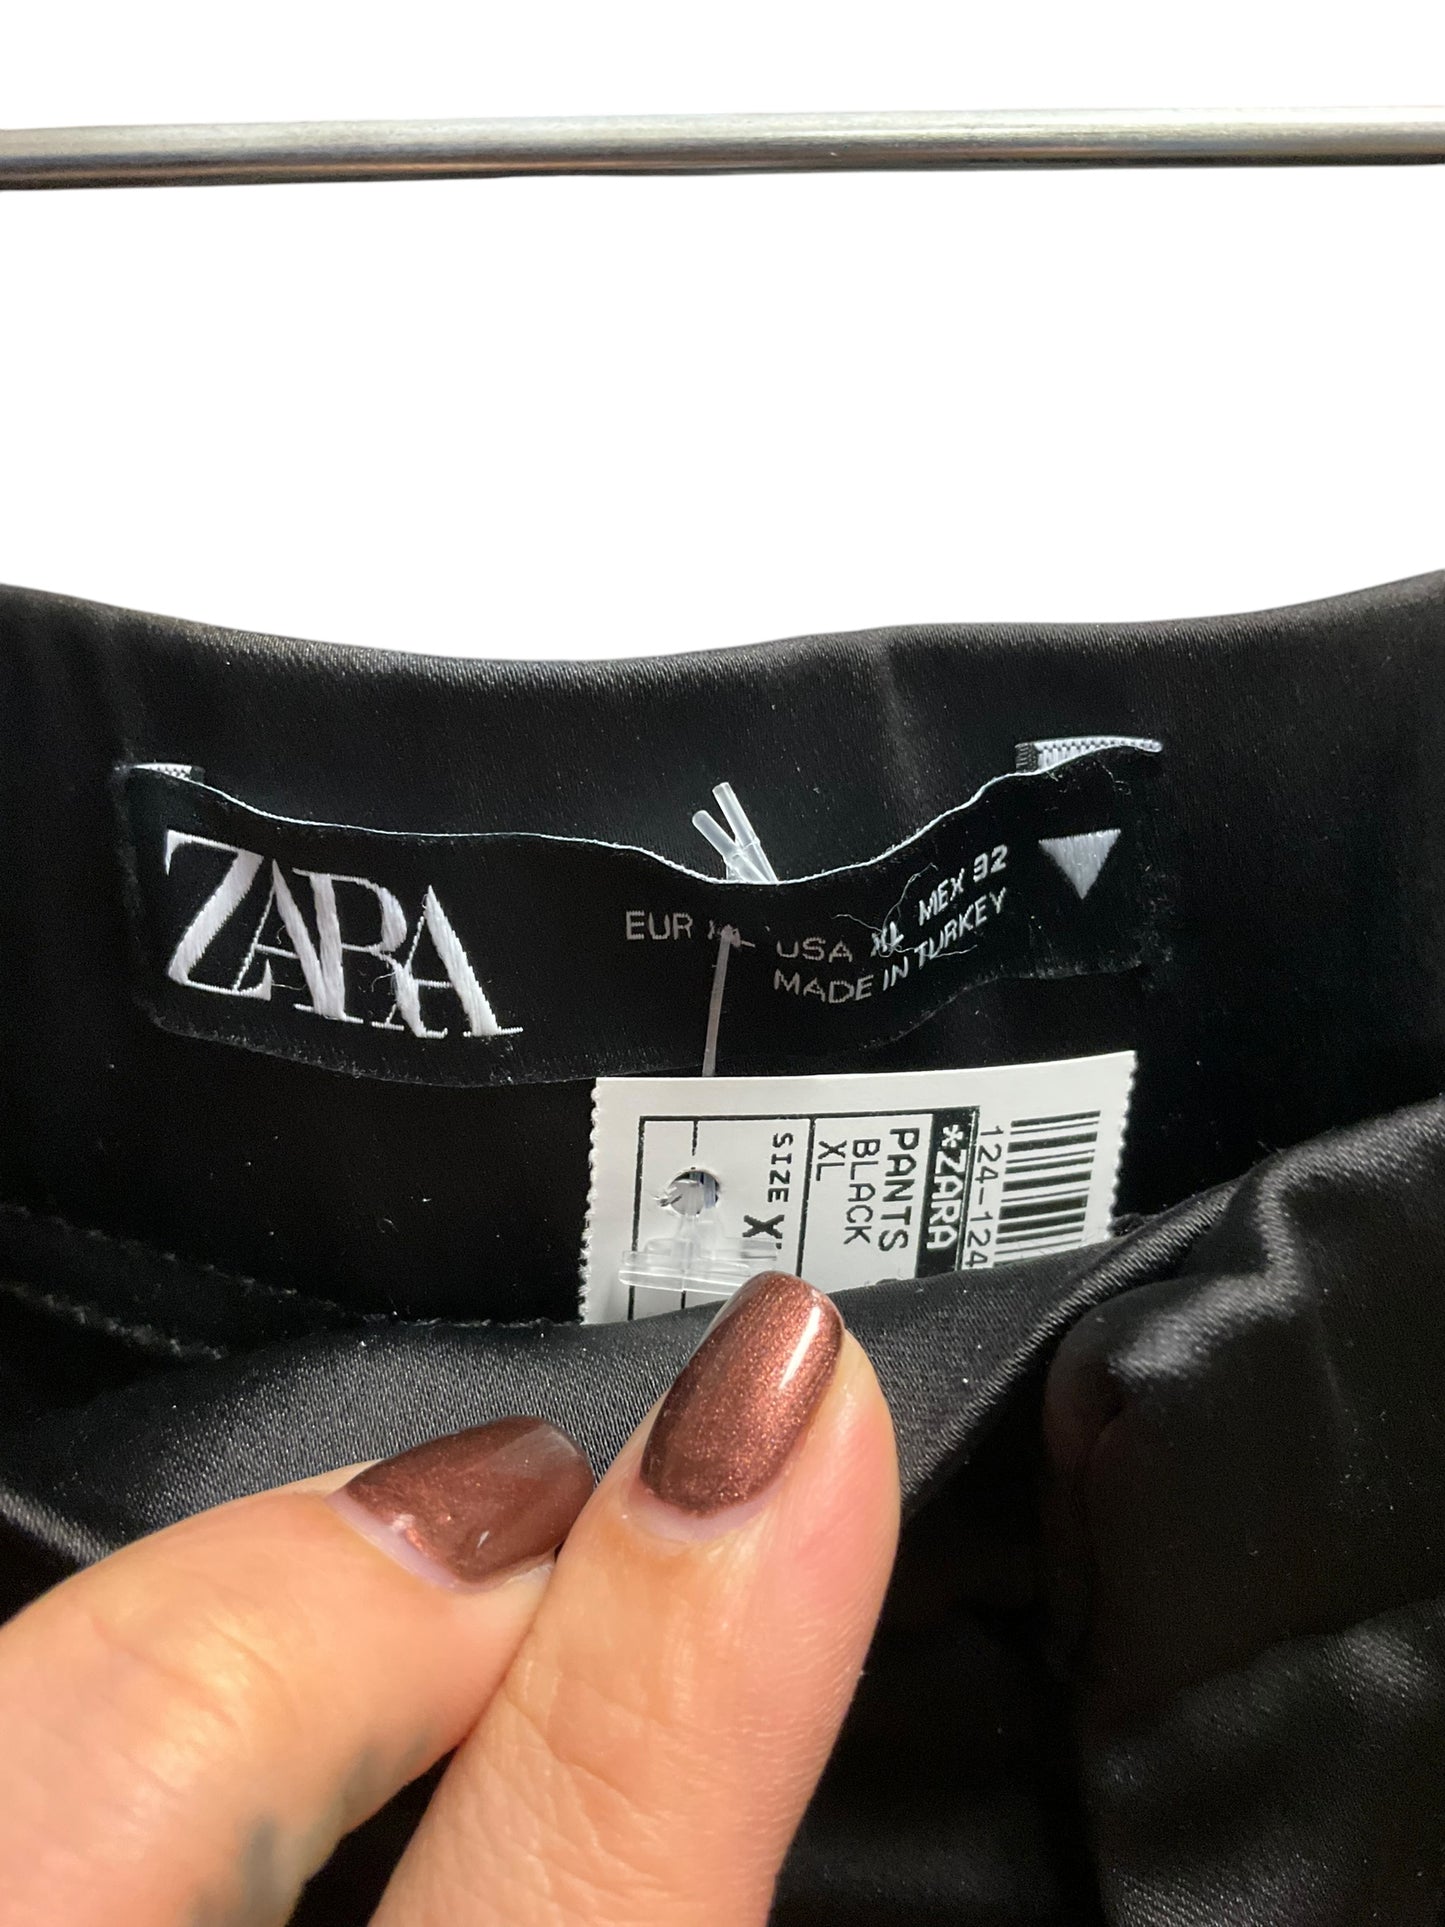 ZARA
EUR XL USA XL MEX 32
MADE IN TURKEY
124-124
*ZARA
PANTS
BLACK
XL
SIZE